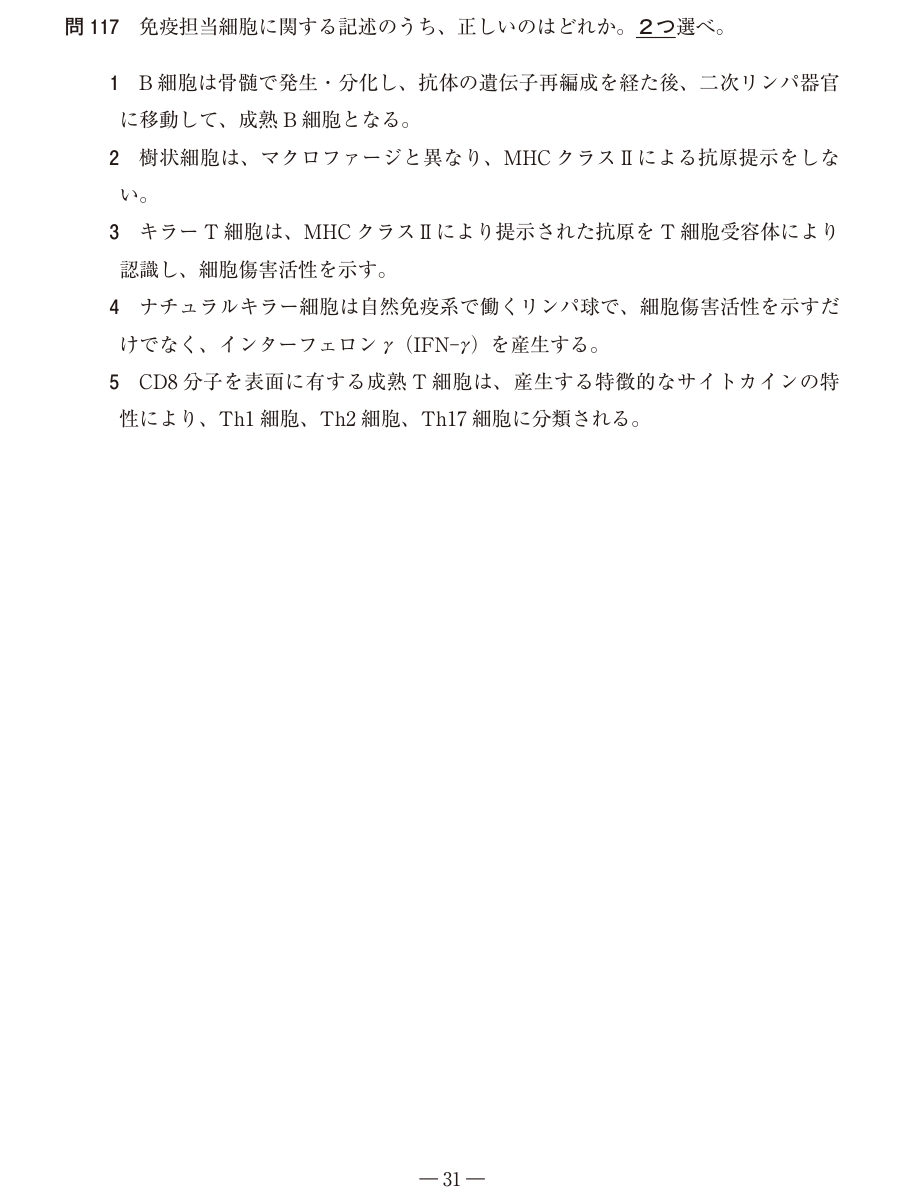 問 117　免疫担当細胞に関する記述のうち、正しいのはどれか。２つ選べ。
1　B 細胞は骨髄で発生・分化し、抗体の遺伝子再編成を経た後、二次リンパ器官
に移動して、成熟 B 細胞となる。
2　樹状細胞は、マクロファージと異なり、MHC クラスⅡによる抗原提示をしな
い。
3　キラー T 細胞は、MHC クラスⅡにより提示された抗原を T 細胞受容体により
認識し、細胞傷害活性を示す。
4　ナチュラルキラー細胞は自然免疫系で働くリンパ球で、細胞傷害活性を示すだ
けでなく、インターフェロン γ（IFN−γ）を産生する。
5　CD8 分子を表面に有する成熟 T 細胞は、産生する特徴的なサイトカインの特
性により、Th1 細胞、Th2 細胞、Th17 細胞に分類される。
— 31 —